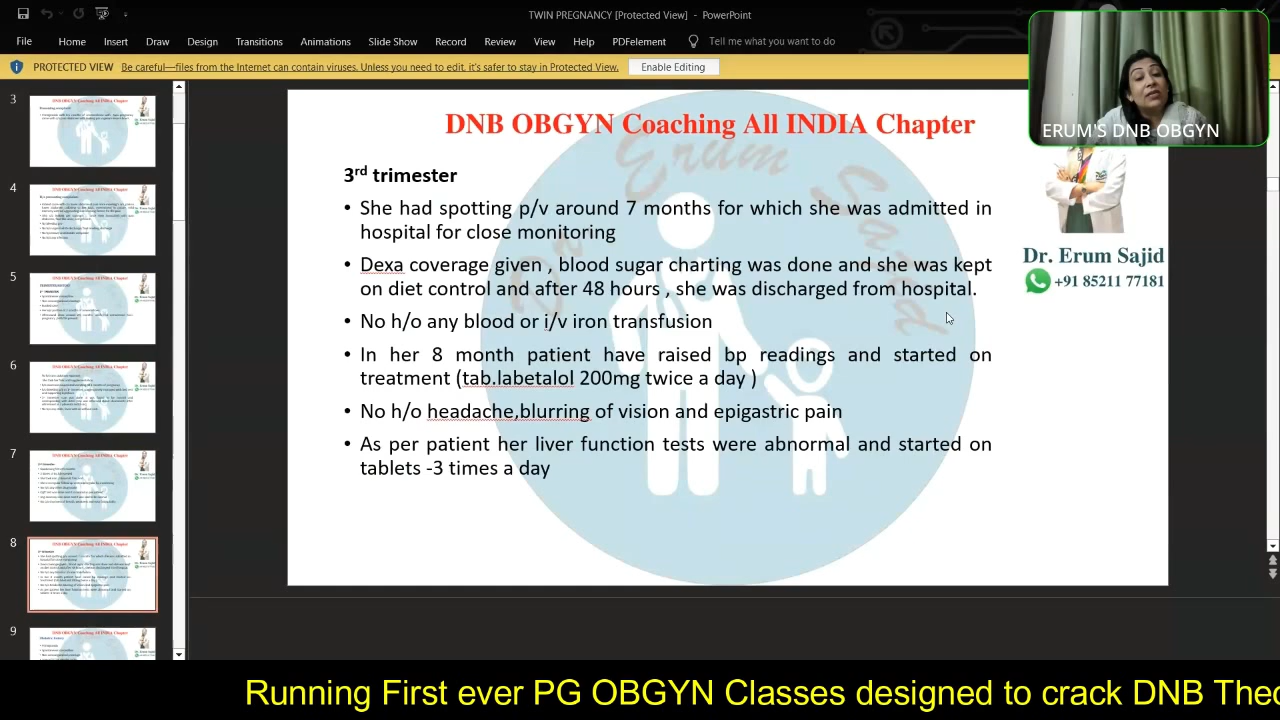 TWIN PREGNANCY [Protected View] - PowerPoint
File Home Insert Draw Design Transitions Animations Slide Show Record Review View Help PDFelement Tell me what you want to do
PROTECTED VIEW Be careful—files from the Internet can contain viruses. Unless you need to edit, it's safer to stay in Protected View. Enable Editing
ERUM'S DNB OBGYN
3
4
5
6
7
8
9
DNB OBGYN Coaching All INDIA Chapter
3rd trimester
• She had spotting p/v around 7 months for which she was admitted in
hospital for close monitoring
• Dexa coverage given , blood sugar charting was done and she was kept
on diet control and after 48 hours , she was discharged from hospital.
• No h/o any blood or i/v iron transfusion
• In her 8 month patient have raised bp readings and started on
treatment (tab labetalol 200mg twice a day )
• No h/o headache,blurring of vision and epigastric pain
• As per patient her liver function tests were abnormal and started on
tablets -3 times a day
Dr. Erum Sajid
+91 85211 77181
Running First ever PG OBGYN Classes designed to crack DNB